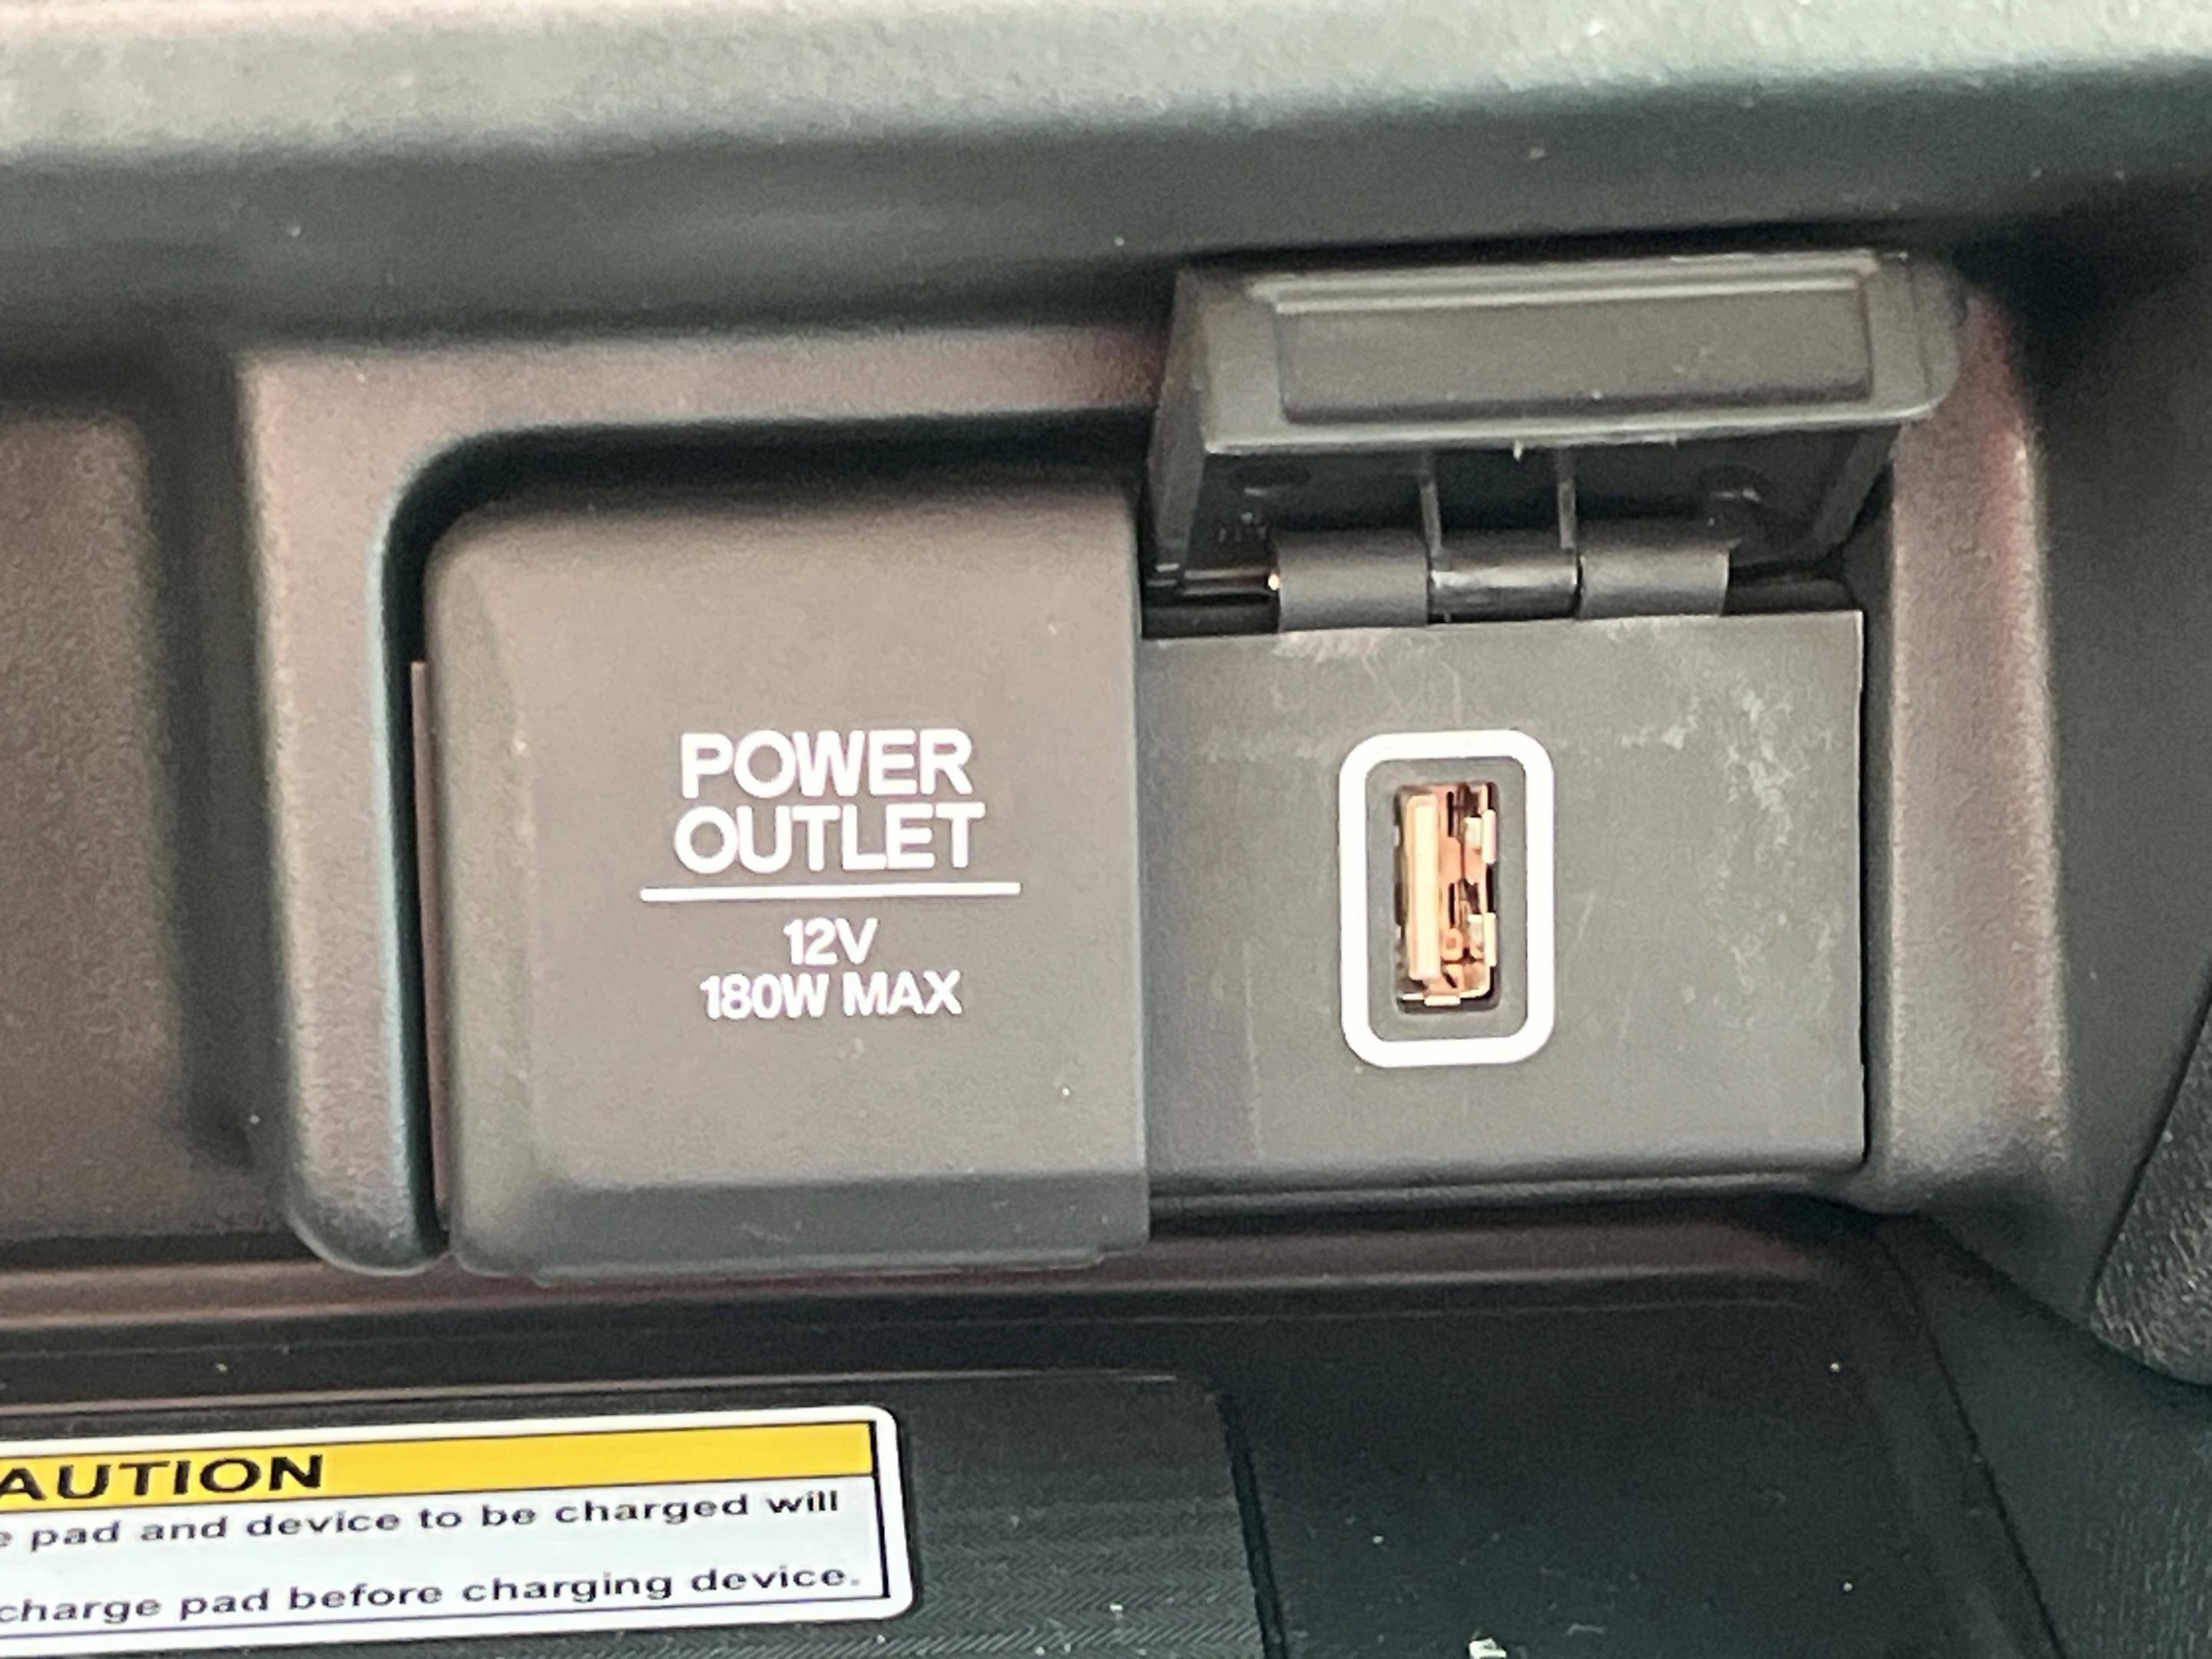 POWER
OUTLET
12V
180W MAX
AUTION
pad and device to be charged will
charge pad before charging device.